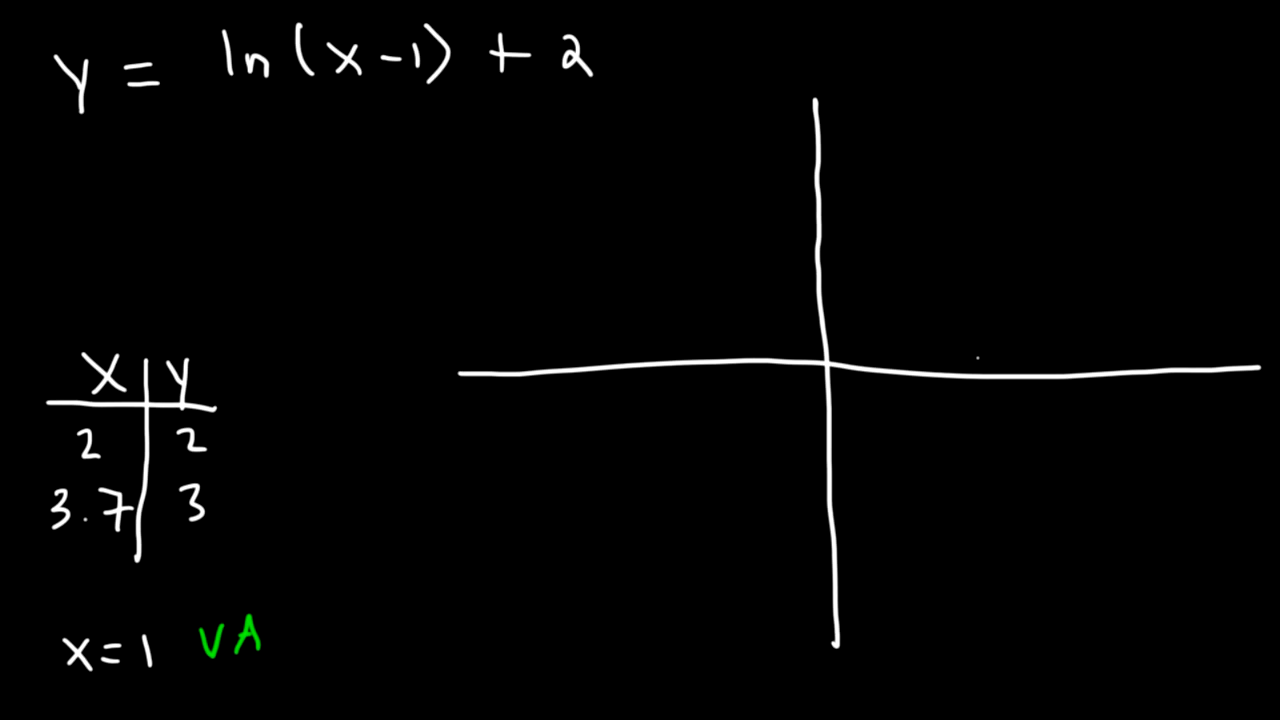 y = ln(x-1) + 2
x y
2 2
3.7 3
x=1 VA